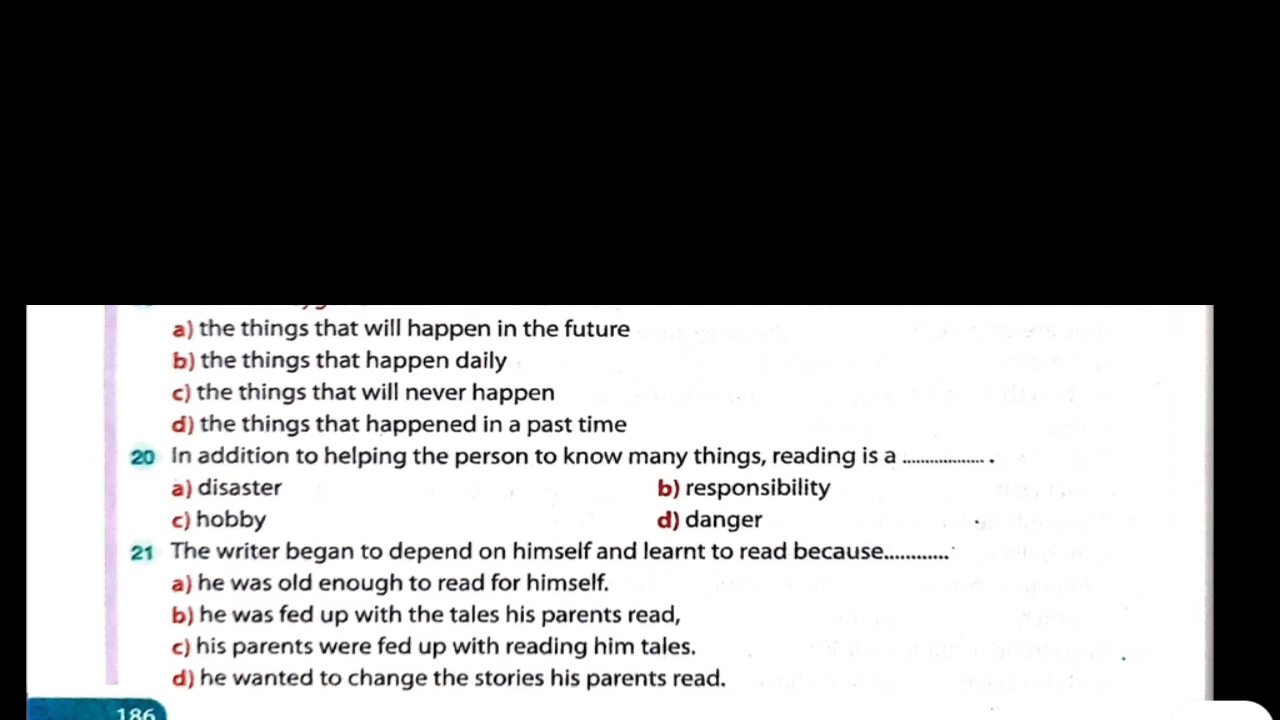 a) the things that will happen in the future
b) the things that happen daily
c) the things that will never happen
d) the things that happened in a past time
20 In addition to helping the person to know many things, reading is a ................. .
a) disaster b) responsibility
c) hobby d) danger
21 The writer began to depend on himself and learnt to read because............
a) he was old enough to read for himself.
b) he was fed up with the tales his parents read,
c) his parents were fed up with reading him tales.
d) he wanted to change the stories his parents read.
186